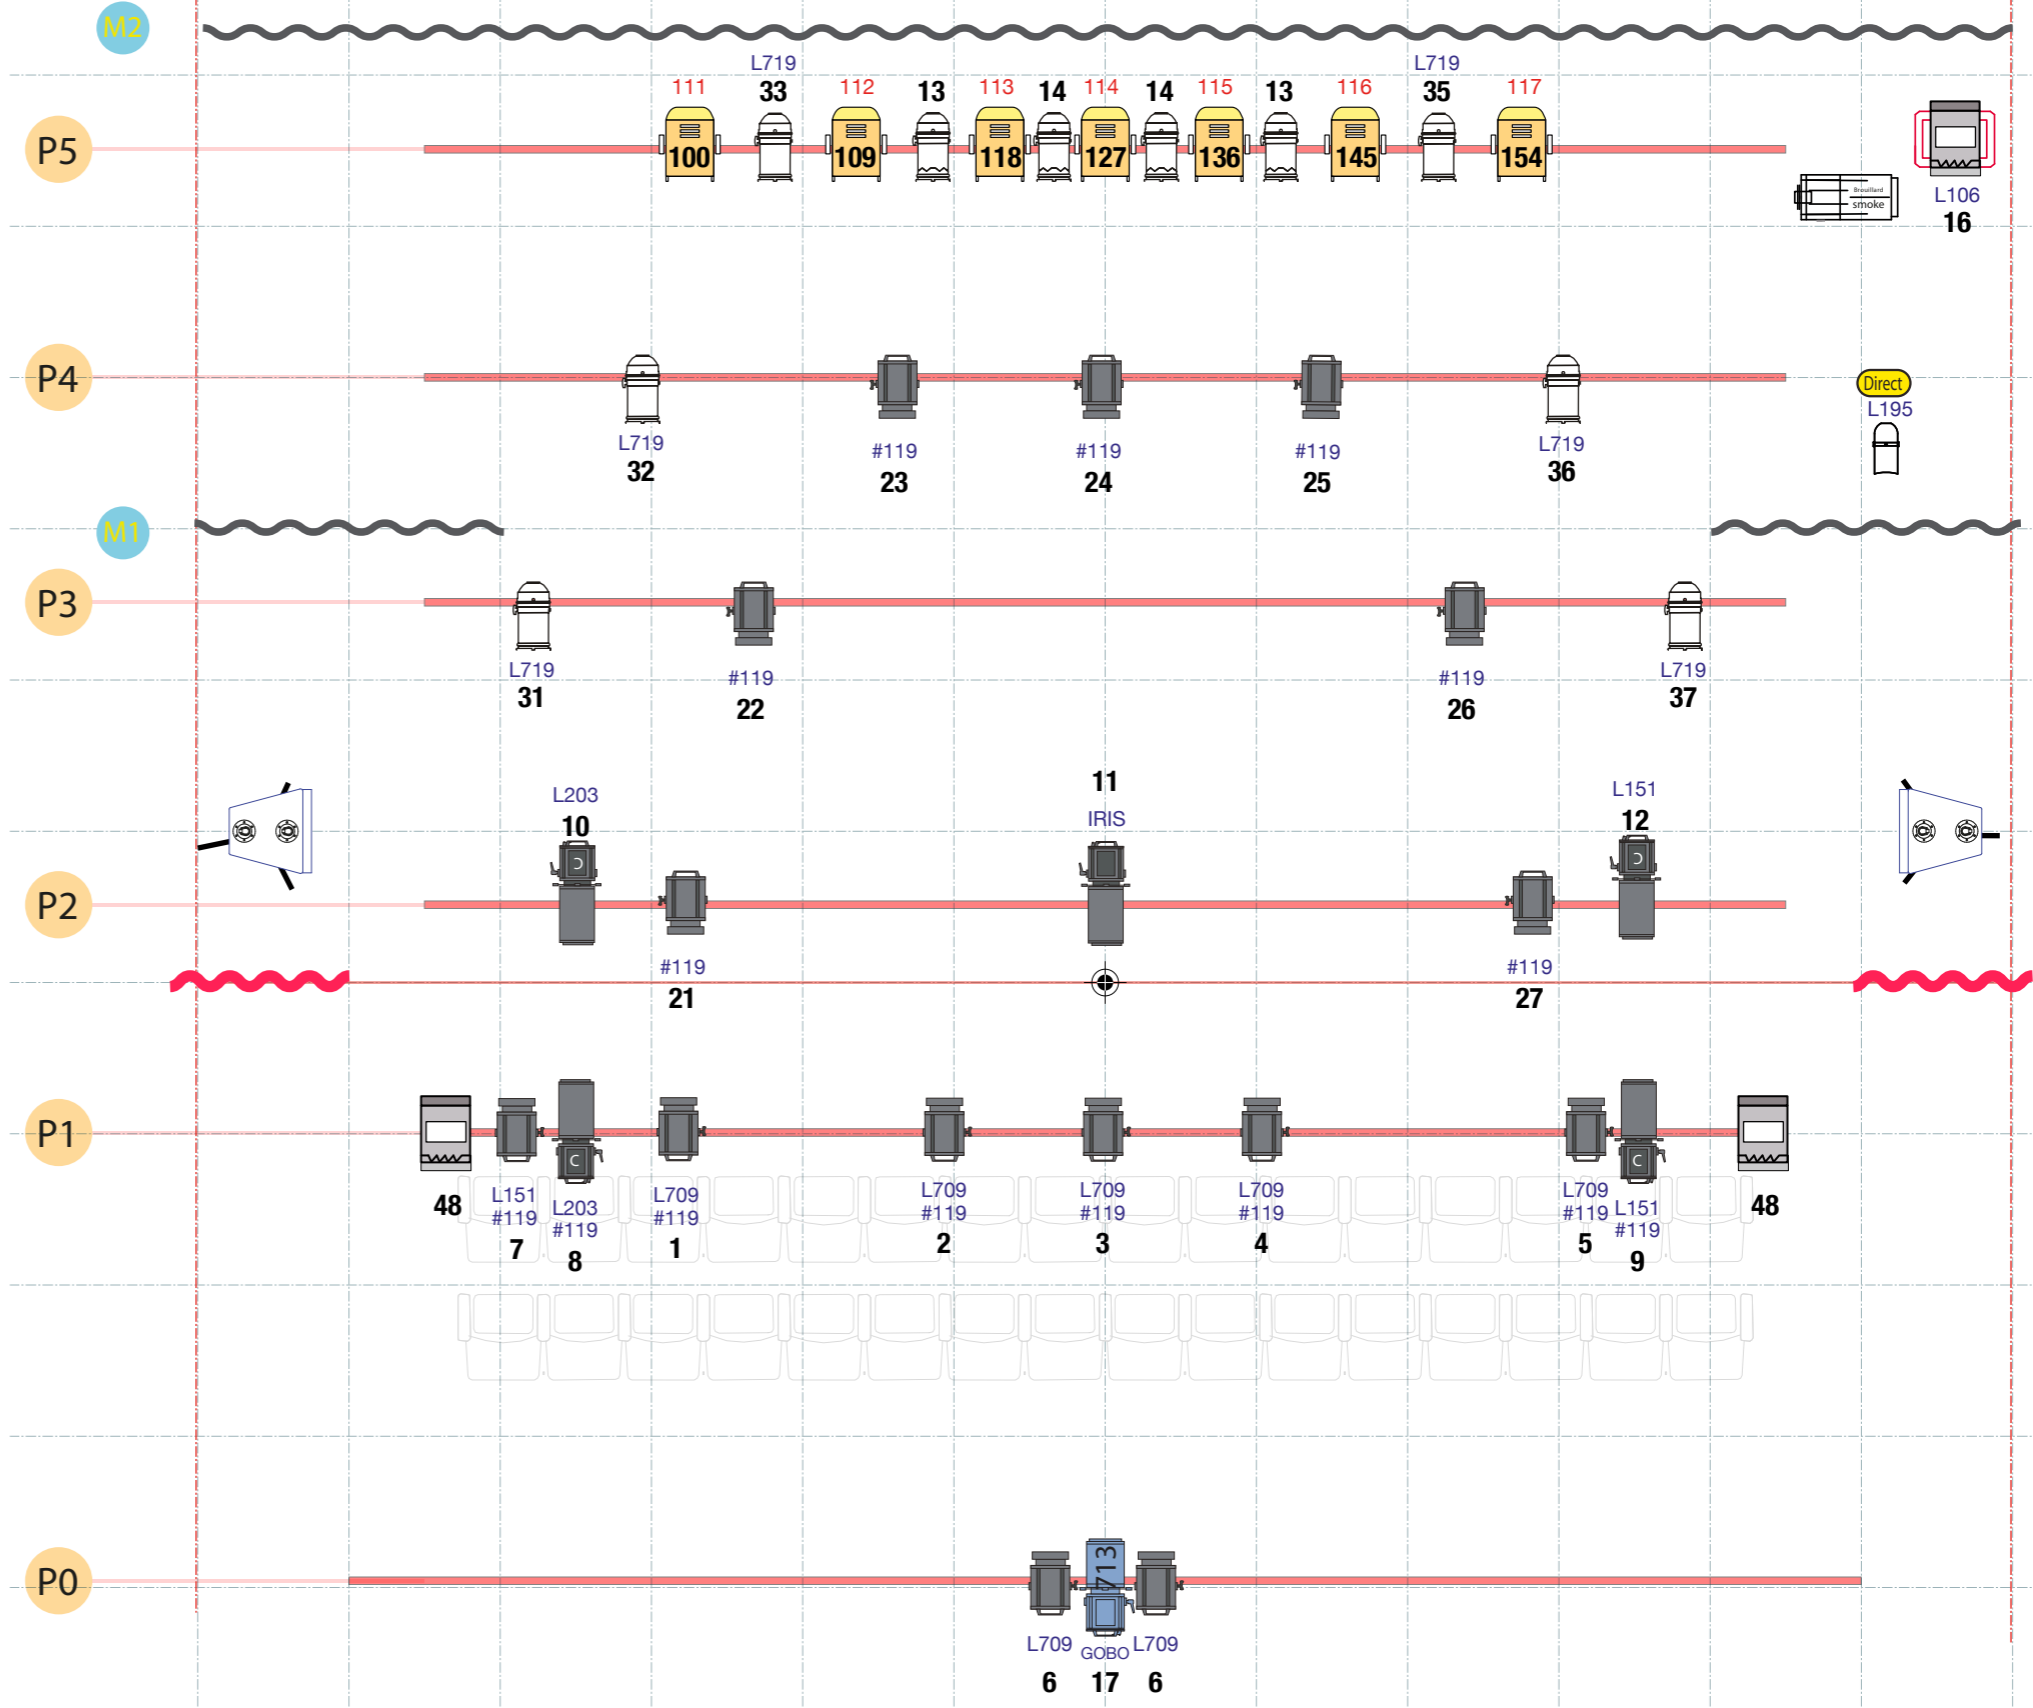 M2
L719 L719
111 33 112 13 113 14 114 14 115 13 116 35 117
P5 100 109 118 127 136 145 154
Brouillard
smoke
L106
16
P4
Direct
L195
L719 #119 #119 #119 L719
32 23 24 25 36
M1
P3
L719 #119 #119 L719
31 22 26 37
11
L203 IRIS L151
10 12
C C
P2
#119 #119
21 27
P1
C C
L151 L203 L709 L709 L709 L709 L709 L151
#119 #119 #119 #119 #119 #119 #119 #119
48 7 8 1 2 3 4 5 9 48
P0
713
L709 GOBO L709
6 17 6